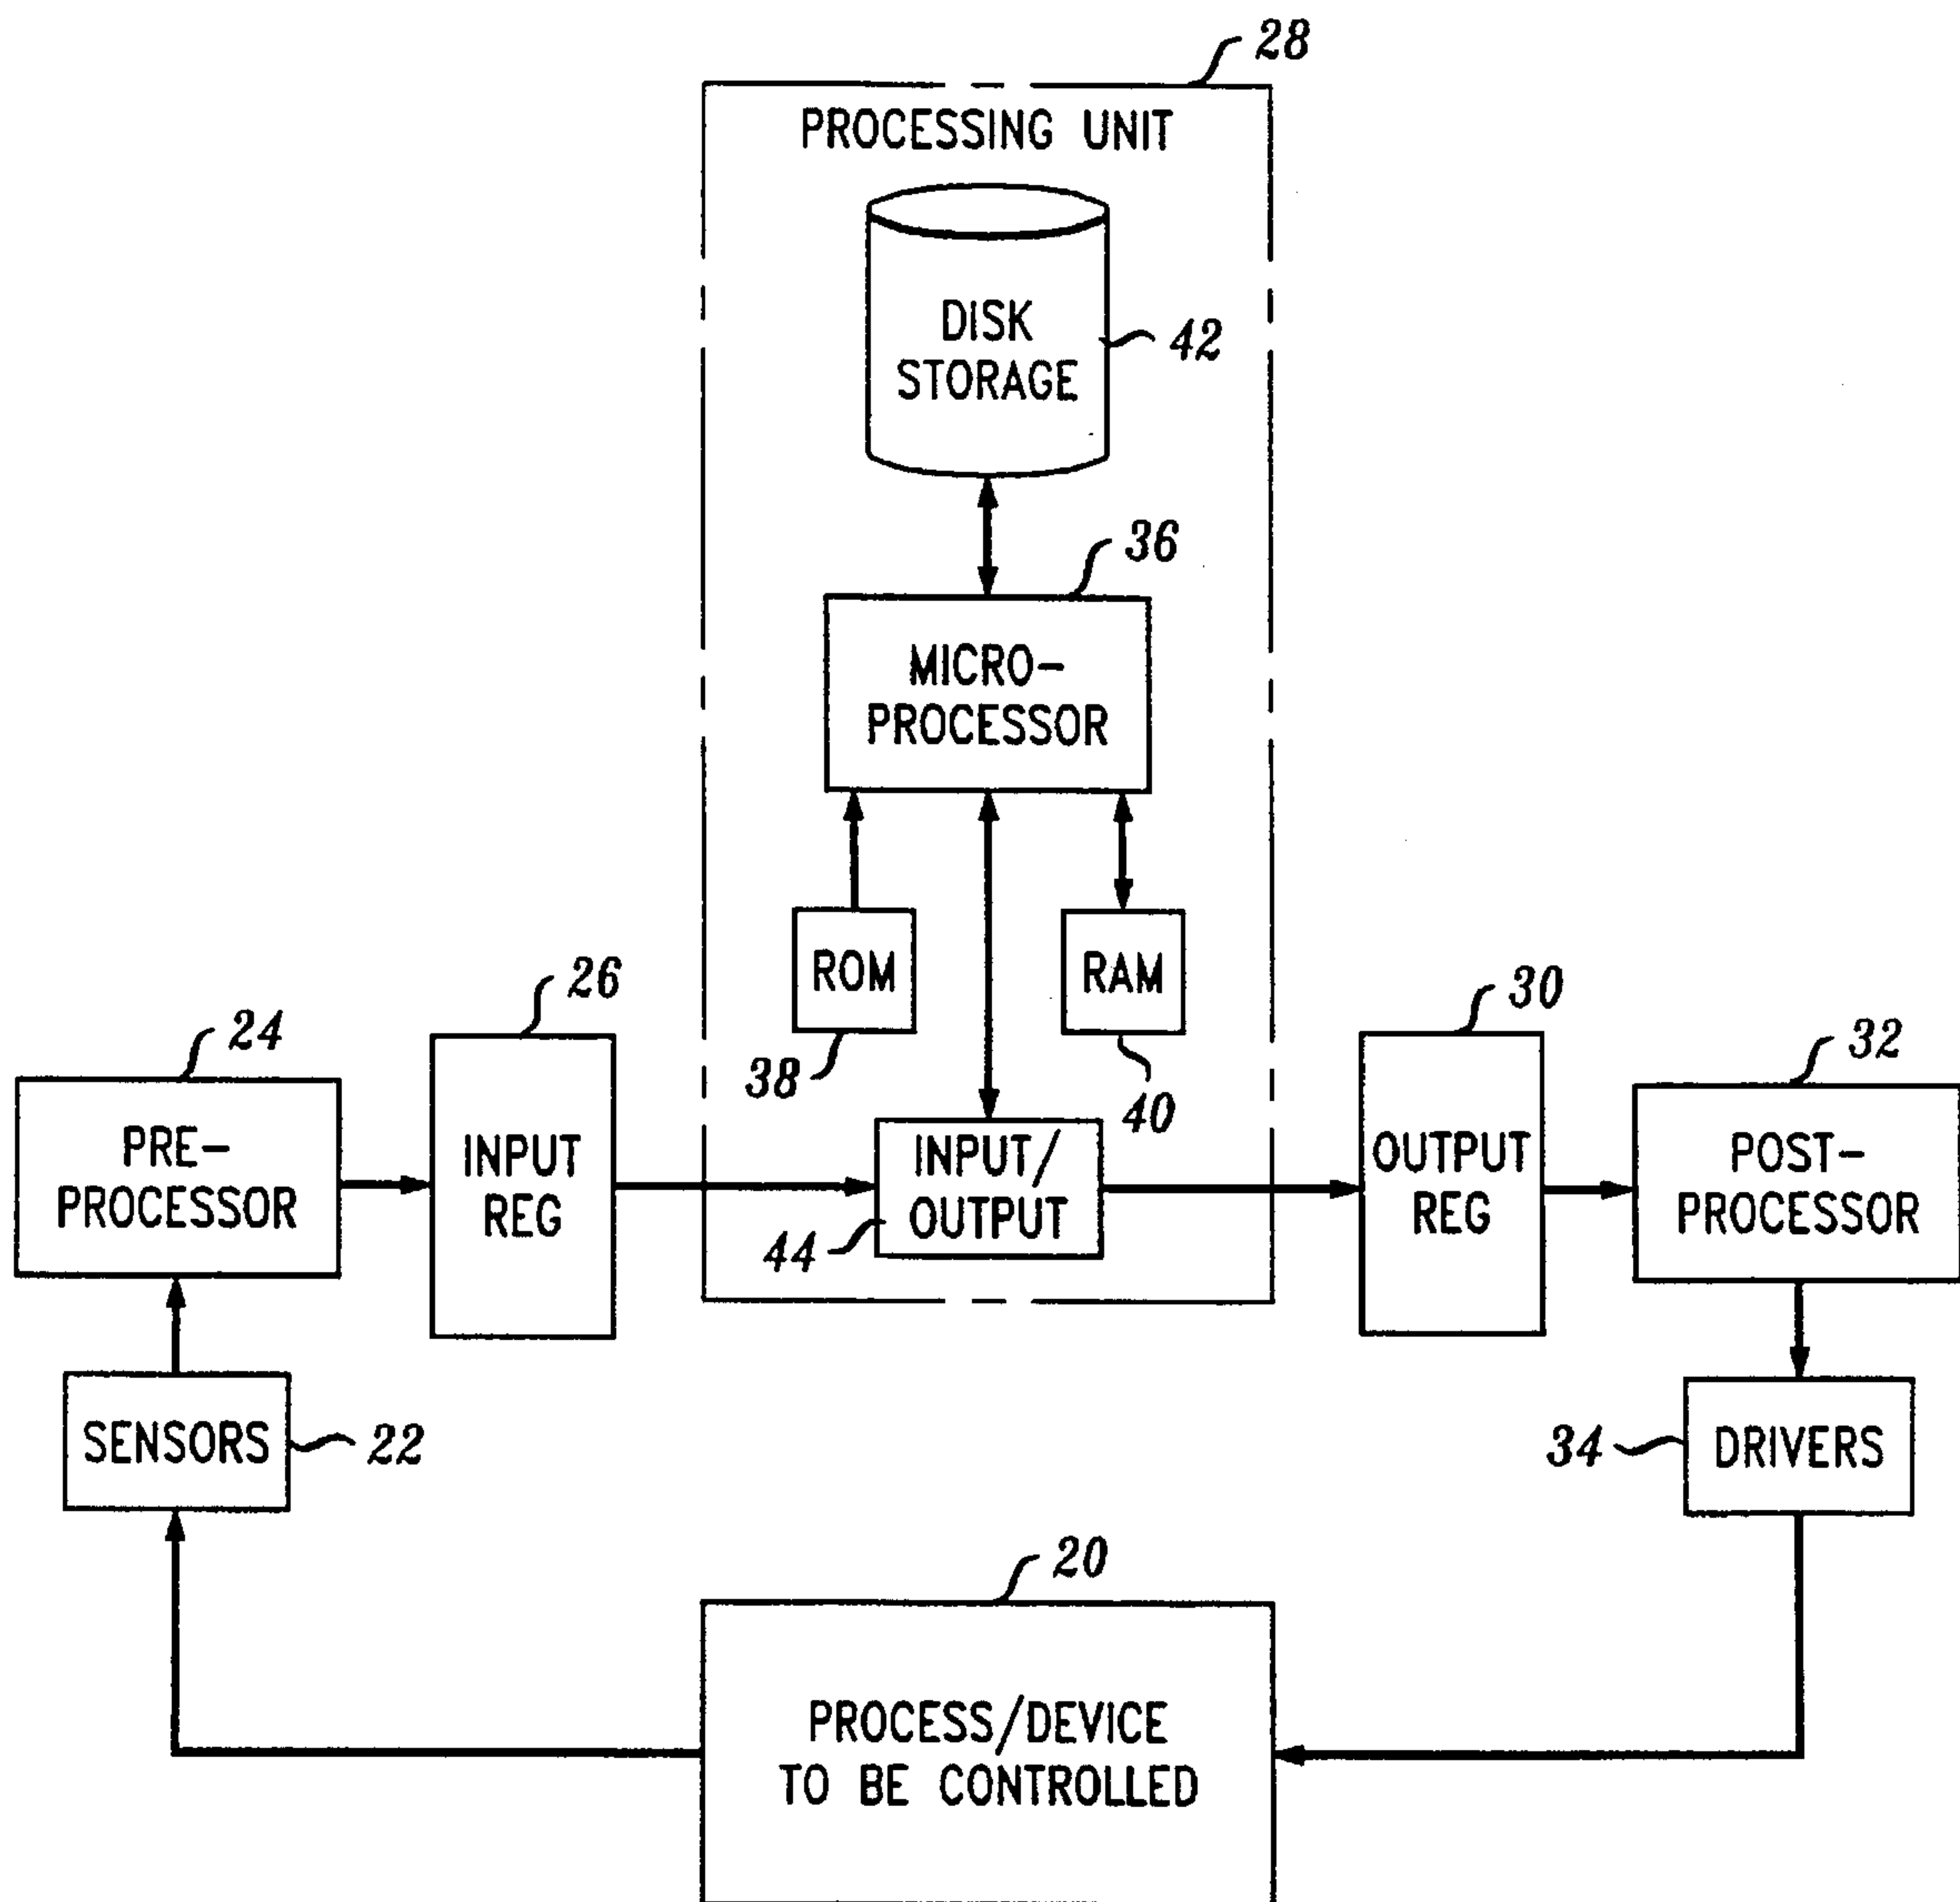 28
PROCESSING UNIT
DISK
STORAGE
42
36
MICRO-
PROCESSOR
ROM
RAM
38
40
26
24
PRE-
PROCESSOR
INPUT
REG
INPUT/
OUTPUT
44
30
OUTPUT
REG
32
POST-
PROCESSOR
SENSORS
22
34
DRIVERS
20
PROCESS/DEVICE
TO BE CONTROLLED